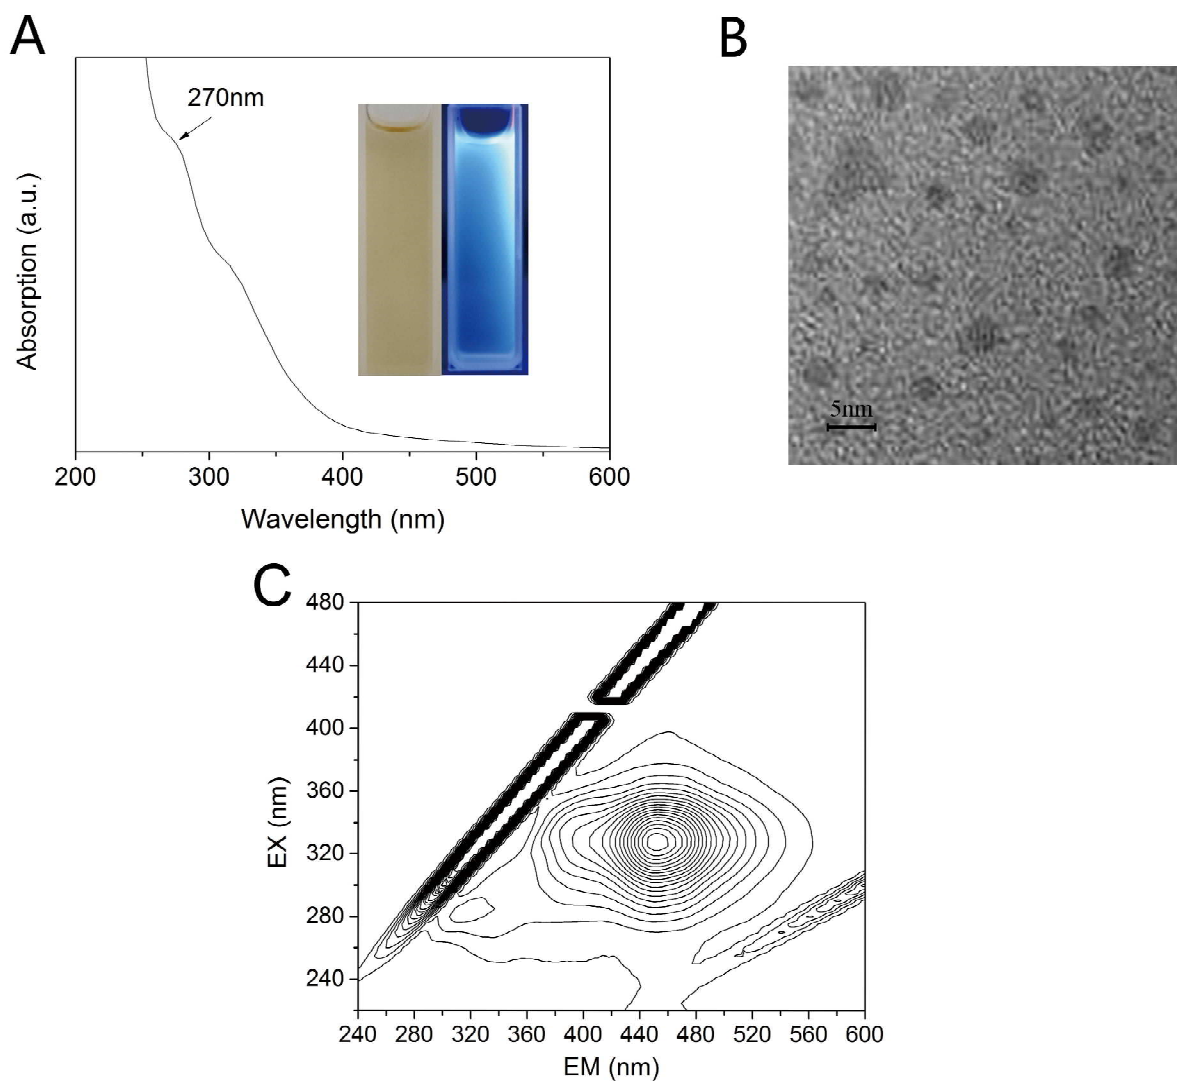 A
B
270nm
Absorption (a.u.)
200 300 400 500 600
Wavelength (nm)
5nm
C
480
440
400
360
320
280
240
EX (nm)
240 280 320 360 400 440 480 520 560 600
EM (nm)